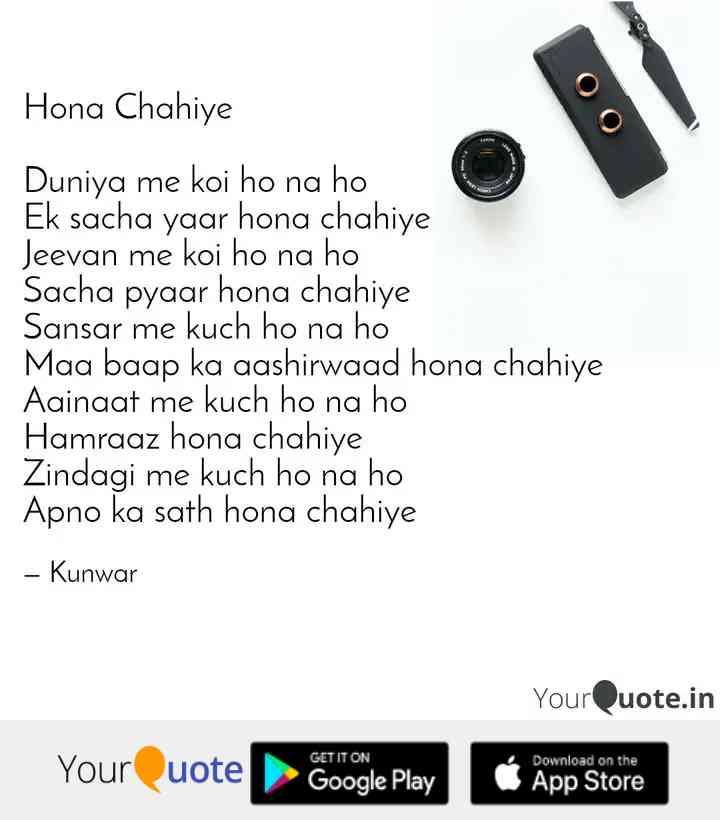 Hona Chahiye
Duniya me koi ho na ho
Ek sacha yaar hona chahiye
Jeevan me koi ho na ho
Sacha pyaar hona chahiye
Sansar me kuch ho na ho
Maa baap ka aashirwaad hona chahiye
Aainaat me kuch ho na ho
Hamraaz hona chahiye
Zindagi me kuch ho na ho
Apno ka sath hona chahiye
– Kunwar
YourQuote.in
YourQuote
GET IT ON
Google Play
Download on the
App Store